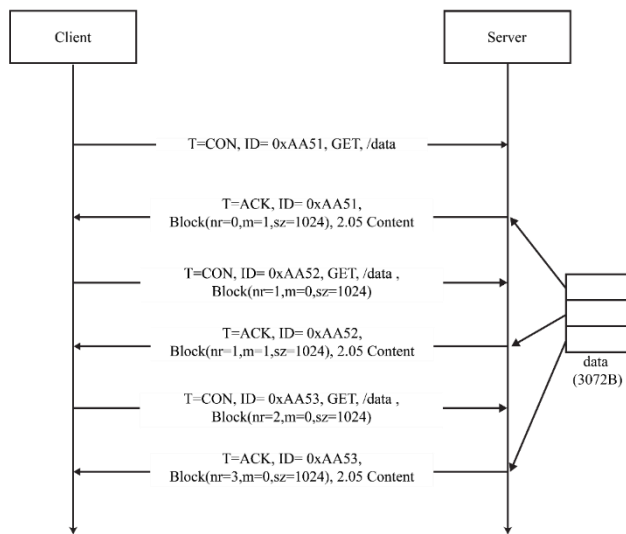 Client
Server
T=CON, ID= 0xAA51, GET, /data
T=ACK, ID= 0xAA51,
Block(nr=0,m=1,sz=1024), 2.05 Content
T=CON, ID= 0xAA52, GET, /data ,
Block(nr=1,m=0,sz=1024)
T=ACK, ID= 0xAA52,
Block(nr=1,m=1,sz=1024), 2.05 Content
data
(3072B)
T=CON, ID= 0xAA53, GET, /data ,
Block(nr=2,m=0,sz=1024)
T=ACK, ID= 0xAA53,
Block(nr=3,m=0,sz=1024), 2.05 Content